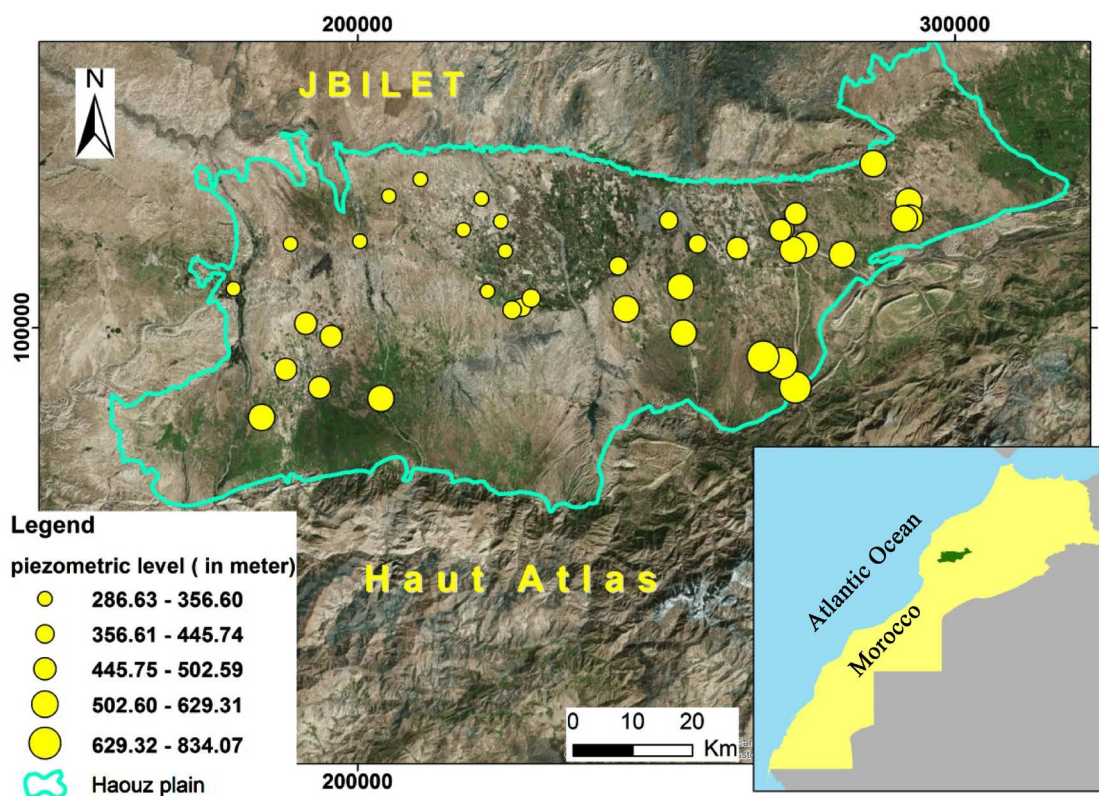 200000
300000
N
JBILET
100000
Haut Atlas
Legend
piezometric level ( in meter)
286.63 - 356.60
356.61 - 445.74
445.75 - 502.59
502.60 - 629.31
629.32 - 834.07
Haouz plain
0 10 20
Km
200000
Atlantic Ocean
Morocco